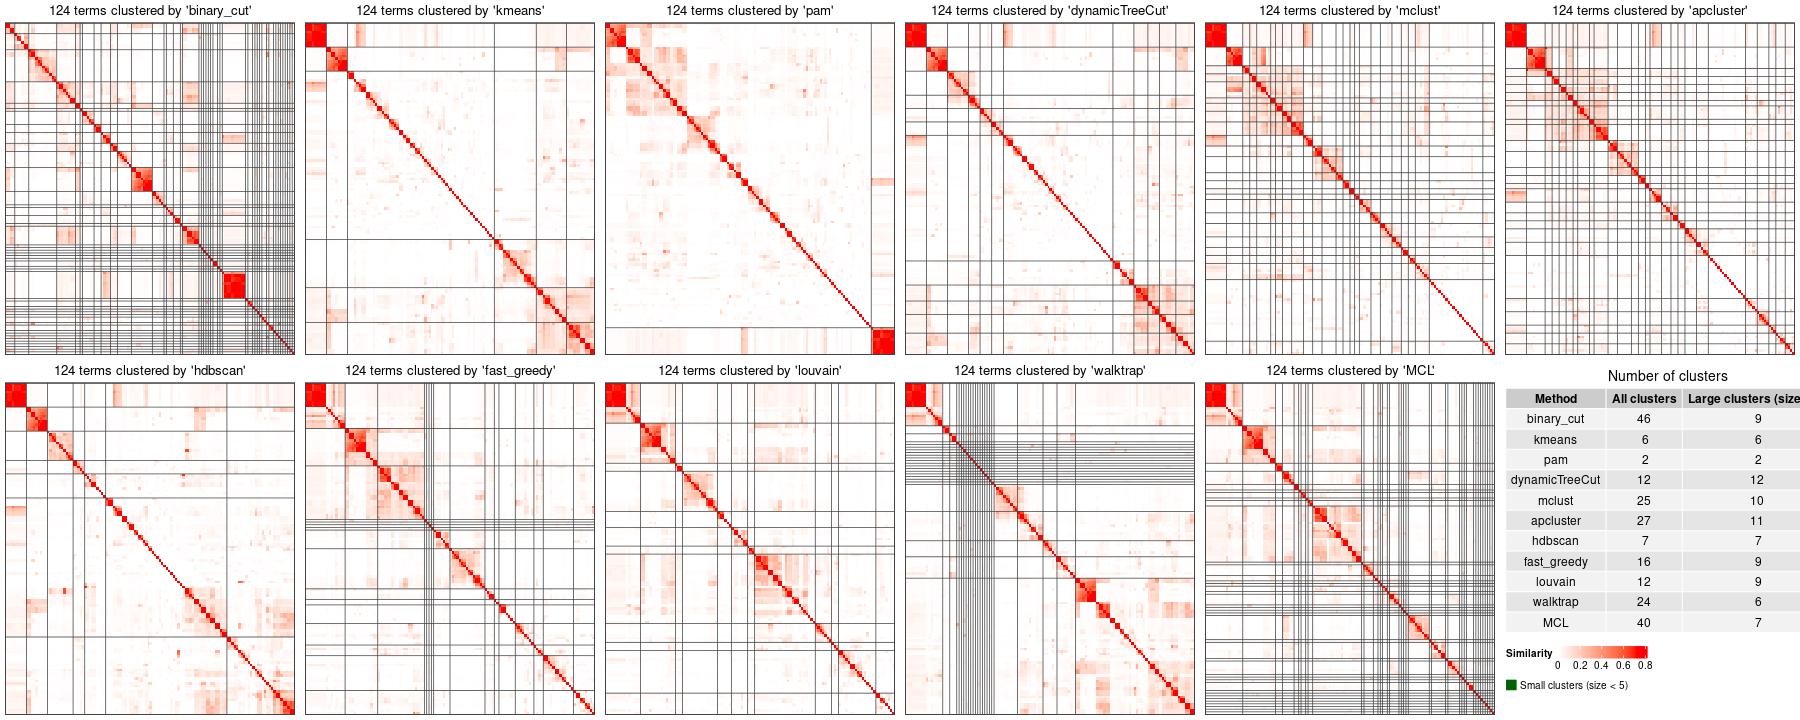 124 terms clustered by 'binary_cut'
124 terms clustered by 'kmeans'
124 terms clustered by 'pam'
124 terms clustered by 'dynamicTreeCut'
124 terms clustered by 'mclust'
124 terms clustered by 'apcluster'
124 terms clustered by 'hdbscan'
124 terms clustered by 'fast_greedy'
124 terms clustered by 'louvain'
124 terms clustered by 'walktrap'
124 terms clustered by 'MCL'
Number of clusters
Method All clusters Large clusters (size
binary_cut 46 9
kmeans 6 6
pam 2 2
dynamicTreeCut 12 12
mclust 25 10
apcluster 27 11
hdbscan 7 7
fast_greedy 16 9
louvain 12 9
walktrap 24 6
MCL 40 7
Similarity
0 0.2 0.4 0.6 0.8
Small clusters (size < 5)